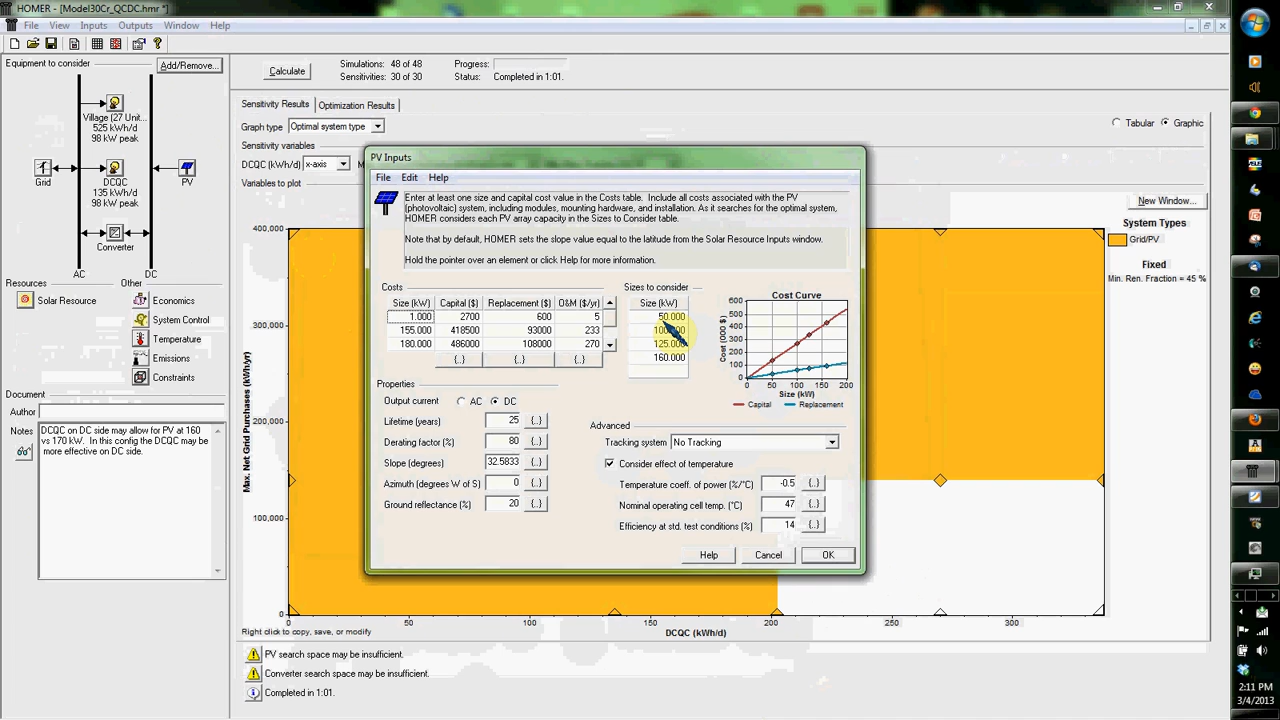 HOMER - [Model30Cr_QCDC.hmr *]
File View Inputs Outputs Window Help
Equipment to consider
Add/Remove...
Village (27 Unit...
525 kWh/d
98 kW peak
Grid
DCQC
135 kWh/d
98 kW peak
PV
Converter
AC DC
Resources Other
Solar Resource
Economics
System Control
Temperature
Emissions
Constraints
Document
Author
Notes
DCQC on DC side may allow for PV at 160
vs 170 kW. In this config the DCQC may be
more effective on DC side.
Calculate
Simulations: 48 of 48
Sensitivities: 30 of 30
Progress:
Status: Completed in 1:01.
Sensitivity Results Optimization Results
Graph type Optimal system type
Tabular Graphic
Sensitivity variables
DCQC (kWh/d) x-axis M
Variables to plot
New Window...
System Types
Grid/PV
Fixed
Min. Ren. Fraction = 45 %
Max. Net Grid Purchases (kWh/yr)
400,000
300,000
200,000
100,000
0
0 50 100 150 200 250 300
DCQC (kWh/d)
Right click to copy, save, or modify
PV search space may be insufficient.
Converter search space may be insufficient.
Completed in 1:01.
PV Inputs
File Edit Help
Enter at least one size and capital cost value in the Costs table. Include all costs associated with the PV
(photovoltaic) system, including modules, mounting hardware, and installation. As it searches for the optimal system,
HOMER considers each PV array capacity in the Sizes to Consider table.
Note that by default, HOMER sets the slope value equal to the latitude from the Solar Resource Inputs window.
Hold the pointer over an element or click Help for more information.
Costs
Size (kW) Capital ($) Replacement ($) O&M ($/yr)
1.000 2700 600 5
155.000 418500 93000 233
180.000 486000 108000 270
{..} {..} {..}
Sizes to consider
Size (kW)
50.000
100.000
125.000
160.000
Cost Curve
Cost (000 $)
600
500
400
300
200
100
0
0 50 100 150 200
Size (kW)
Capital Replacement
Properties
Output current AC DC
Lifetime (years) 25 {..}
Derating factor (%) 80 {..}
Slope (degrees) 32.5833 {..}
Azimuth (degrees W of S) 0 {..}
Ground reflectance (%) 20 {..}
Advanced
Tracking system No Tracking
Consider effect of temperature
Temperature coeff. of power (%/°C) -0.5 {..}
Nominal operating cell temp. (°C) 47 {..}
Efficiency at std. test conditions (%) 14 {..}
Help Cancel OK
2:11 PM
3/4/2013